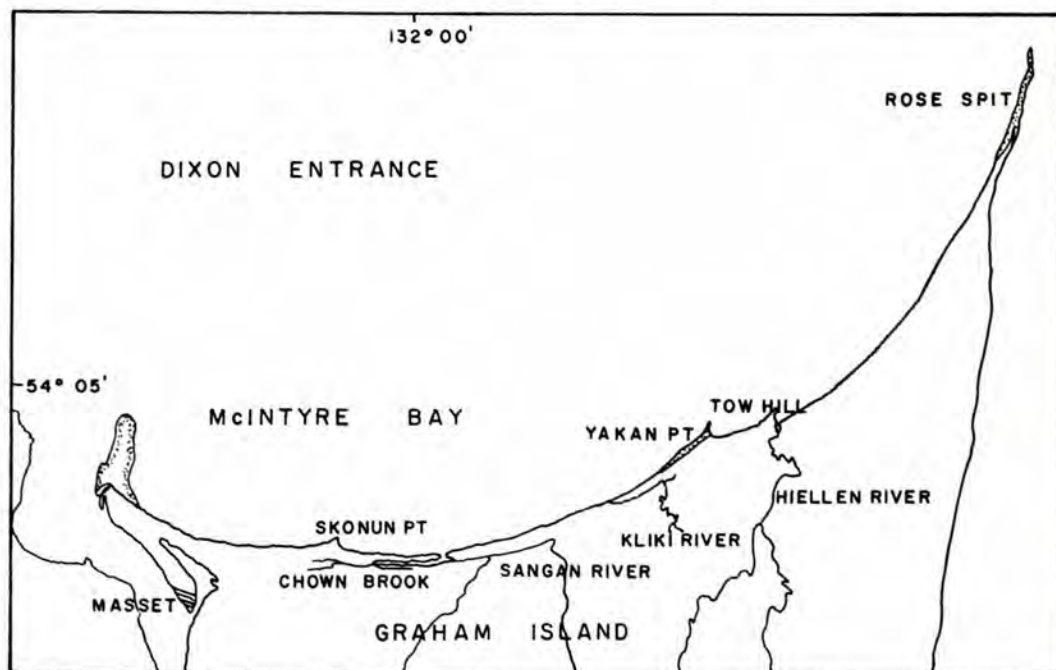 132° 00'
ROSE SPIT
DIXON ENTRANCE
54° 05'
McINTYRE BAY
TOW HILL
YAKAN PT
HIELLEN RIVER
SKONUN PT
KLIKI RIVER
CHOWN BROOK
SANGAN RIVER
MASSET
GRAHAM ISLAND